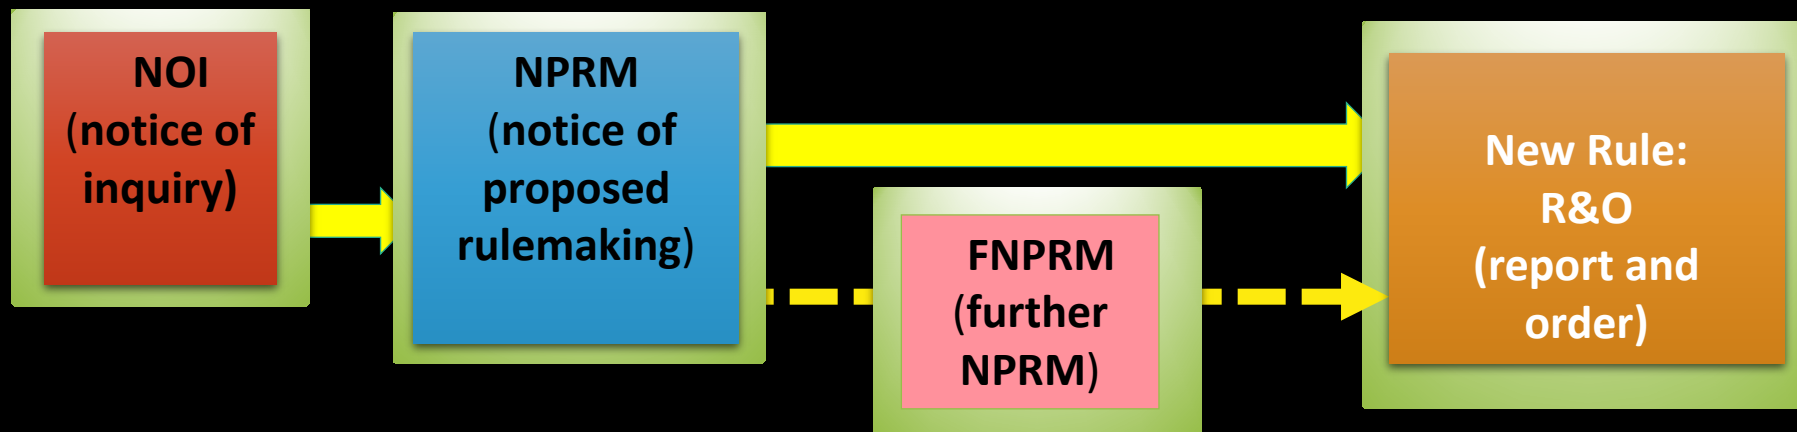 NOI
(notice of
inquiry)
NPRM
(notice of
proposed
rulemaking)
FNPRM
(further
NPRM)
New Rule:
R&O
(report and
order)